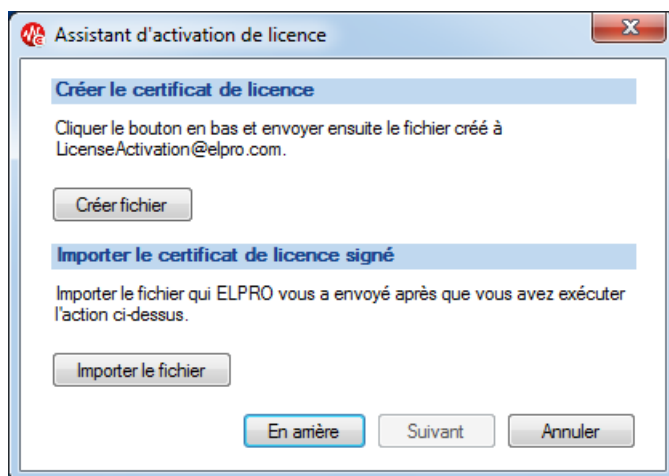 Assistant d'activation de licence
Créer le certificat de licence
Cliquer le bouton en bas et envoyer ensuite le fichier créé à
LicenseActivation@elpro.com.
Créer fichier
Importer le certificat de licence signé
Importer le fichier qui ELPRO vous a envoyé après que vous avez exécuter
l'action ci-dessus.
Importer le fichier
En arrière Suivant Annuler